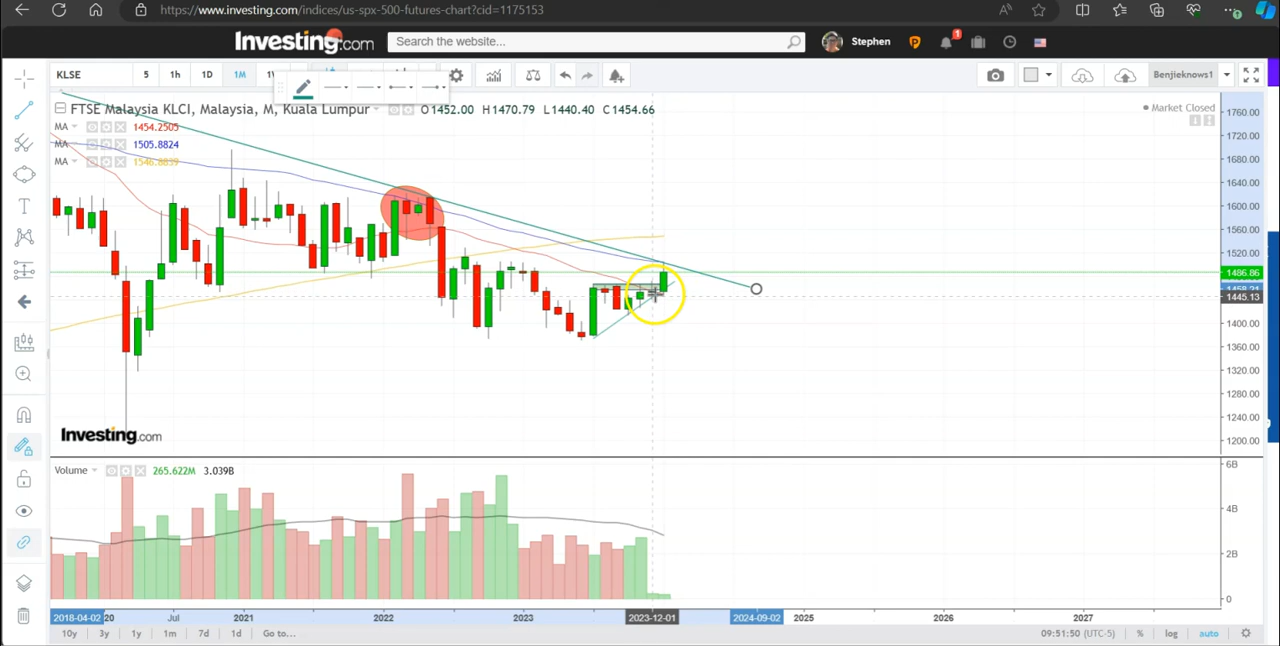 https://www.investing.com/indices/us-spx-500-futures-chart?cid=1175153
Investing.com Search the website... Stephen
KLSE 5 1h 1D 1M Benjieknows1
FTSE Malaysia KLCI, Malaysia, M, Kuala Lumpur O1452.00 H1470.79 L1440.40 C1454.66 Market Closed
MA 1454.2505
MA 1505.8824
MA 1546.8859
1760.00
1720.00
1680.00
1640.00
1600.00
1560.00
1520.00
1486.86
1445.13
1400.00
1360.00
1320.00
1280.00
1240.00
1200.00
Investing.com
Volume 265.622M 3.039B
6B
4B
2B
0
2018-04-02 20 Jul 2021 2022 2023 2023-12-01 2024-09-02 2025 2026 2027
10y 3y 1y 1m 7d 1d Go to... 09:51:50 (UTC-5) % log auto